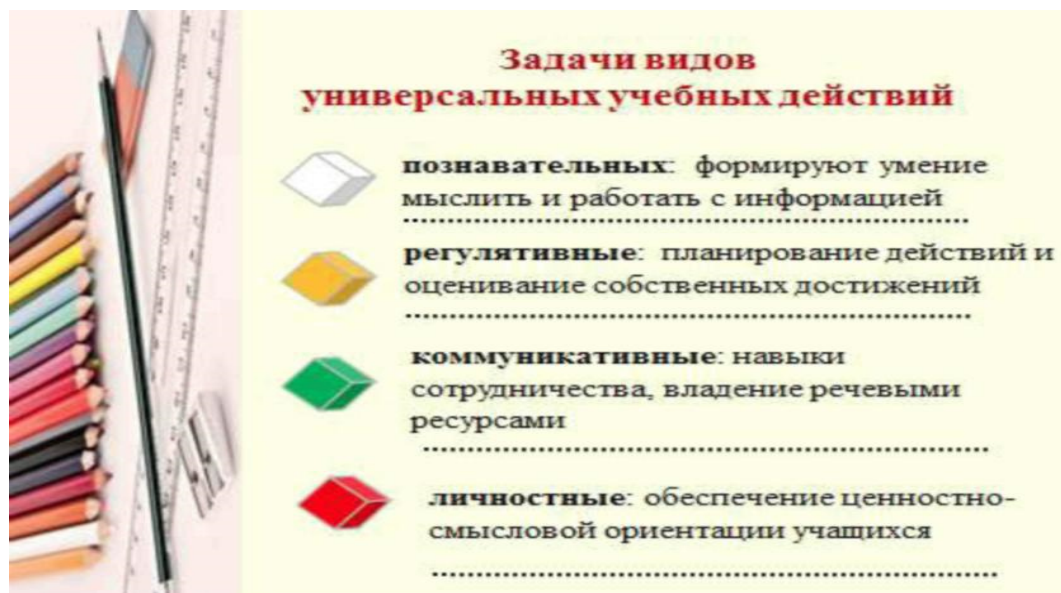 Задачи видов
универсальных учебных действий
познавательных: формируют умение
мыслить и работать с информацией
регулятивные: планирование действий и
оценивание собственных достижений
коммуникативные: навыки
сотрудничества, владение речевыми
ресурсами
личностные: обеспечение ценностно-
смысловой ориентации учащихся